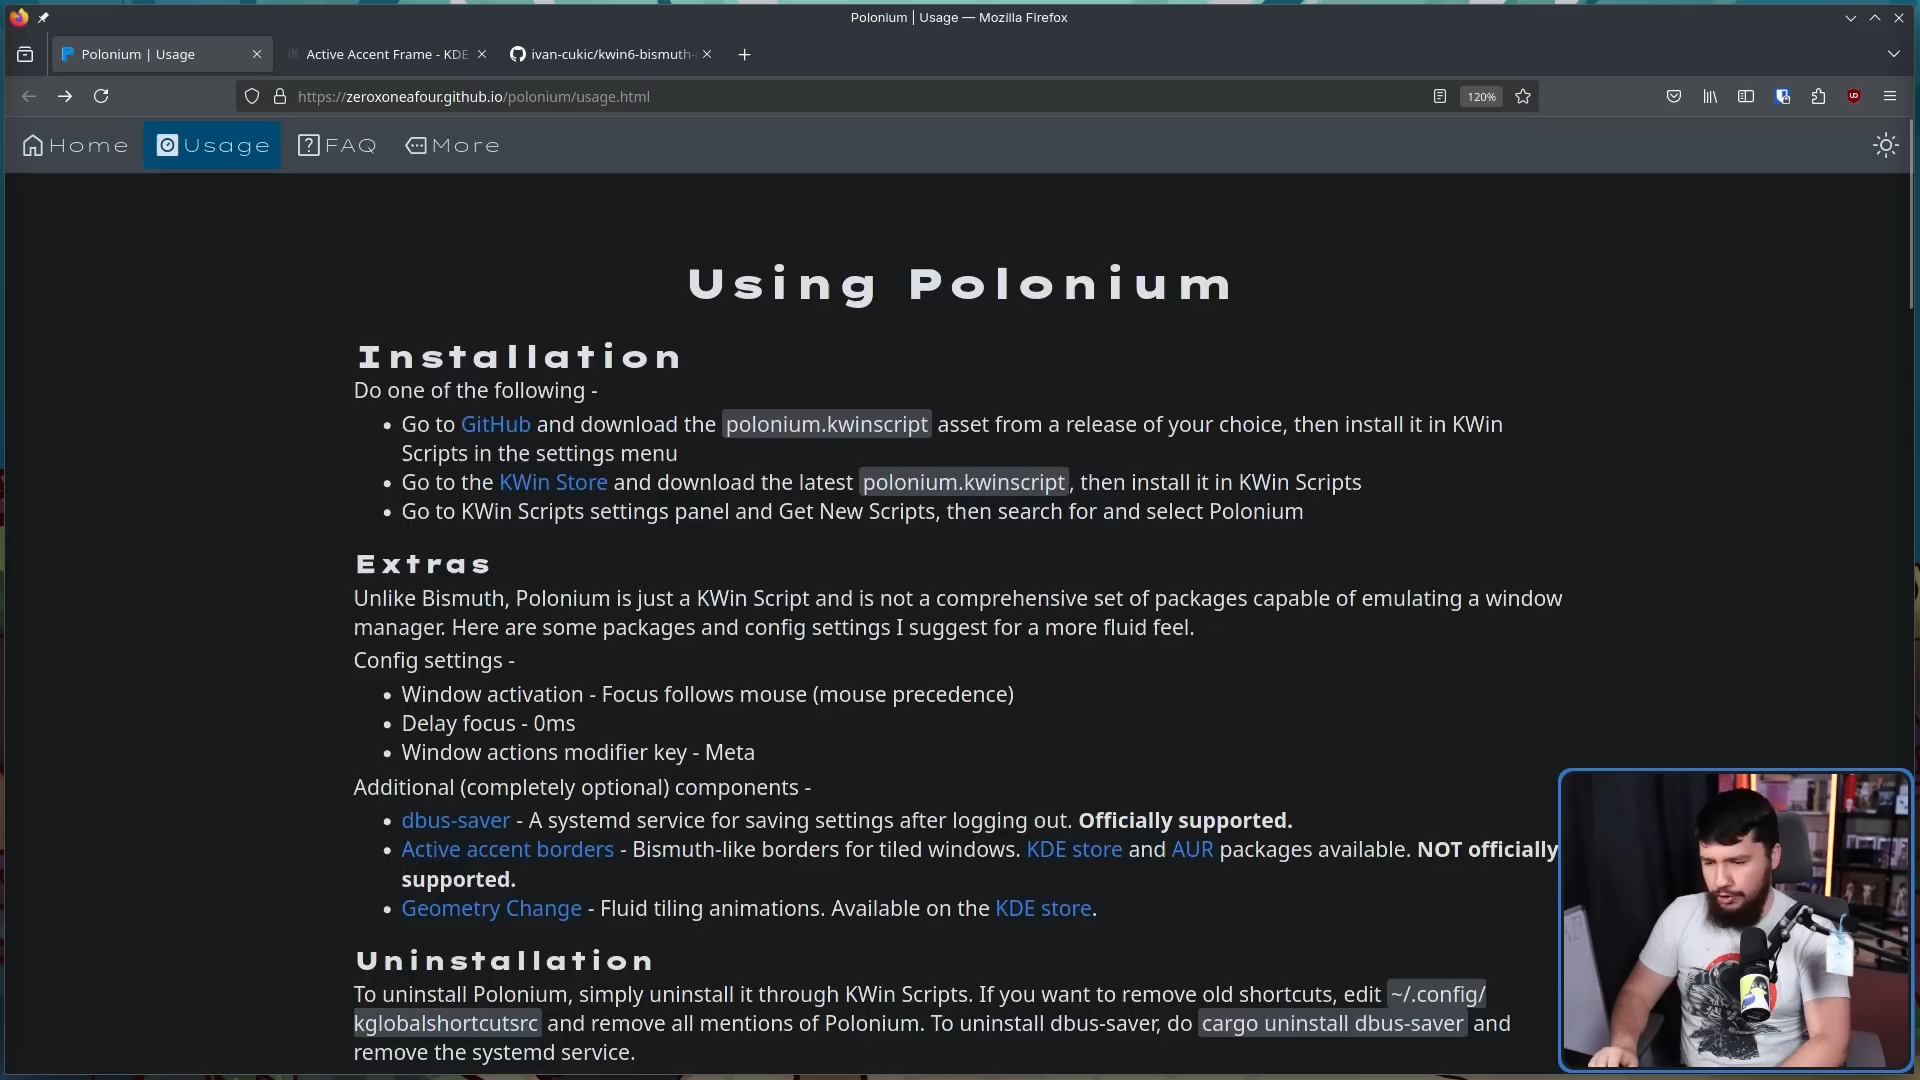 Polonium | Usage — Mozilla Firefox
Polonium | Usage
Active Accent Frame - KDE
ivan-cukic/kwin6-bismuth-
https://zeroxoneafour.github.io/polonium/usage.html
120%
Home
Usage
FAQ
More
Using Polonium
Installation
Do one of the following -
• Go to GitHub and download the polonium.kwinscript asset from a release of your choice, then install it in KWin
Scripts in the settings menu
• Go to the KWin Store and download the latest polonium.kwinscript, then install it in KWin Scripts
• Go to KWin Scripts settings panel and Get New Scripts, then search for and select Polonium
Extras
Unlike Bismuth, Polonium is just a KWin Script and is not a comprehensive set of packages capable of emulating a window
manager. Here are some packages and config settings I suggest for a more fluid feel.
Config settings -
• Window activation - Focus follows mouse (mouse precedence)
• Delay focus - 0ms
• Window actions modifier key - Meta
Additional (completely optional) components -
• dbus-saver - A systemd service for saving settings after logging out. Officially supported.
• Active accent borders - Bismuth-like borders for tiled windows. KDE store and AUR packages available. NOT officially
supported.
• Geometry Change - Fluid tiling animations. Available on the KDE store.
Uninstallation
To uninstall Polonium, simply uninstall it through KWin Scripts. If you want to remove old shortcuts, edit ~/.config/
kglobalshortcutsrc and remove all mentions of Polonium. To uninstall dbus-saver, do cargo uninstall dbus-saver and
remove the systemd service.